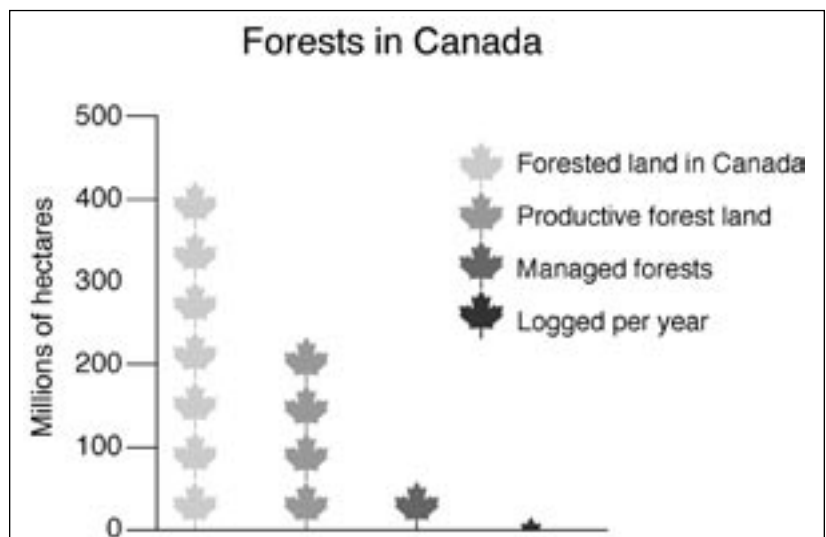 Forests in Canada
500
400
300
200
100
0
Millions of hectares
Forested land in Canada
Productive forest land
Managed forests
Logged per year